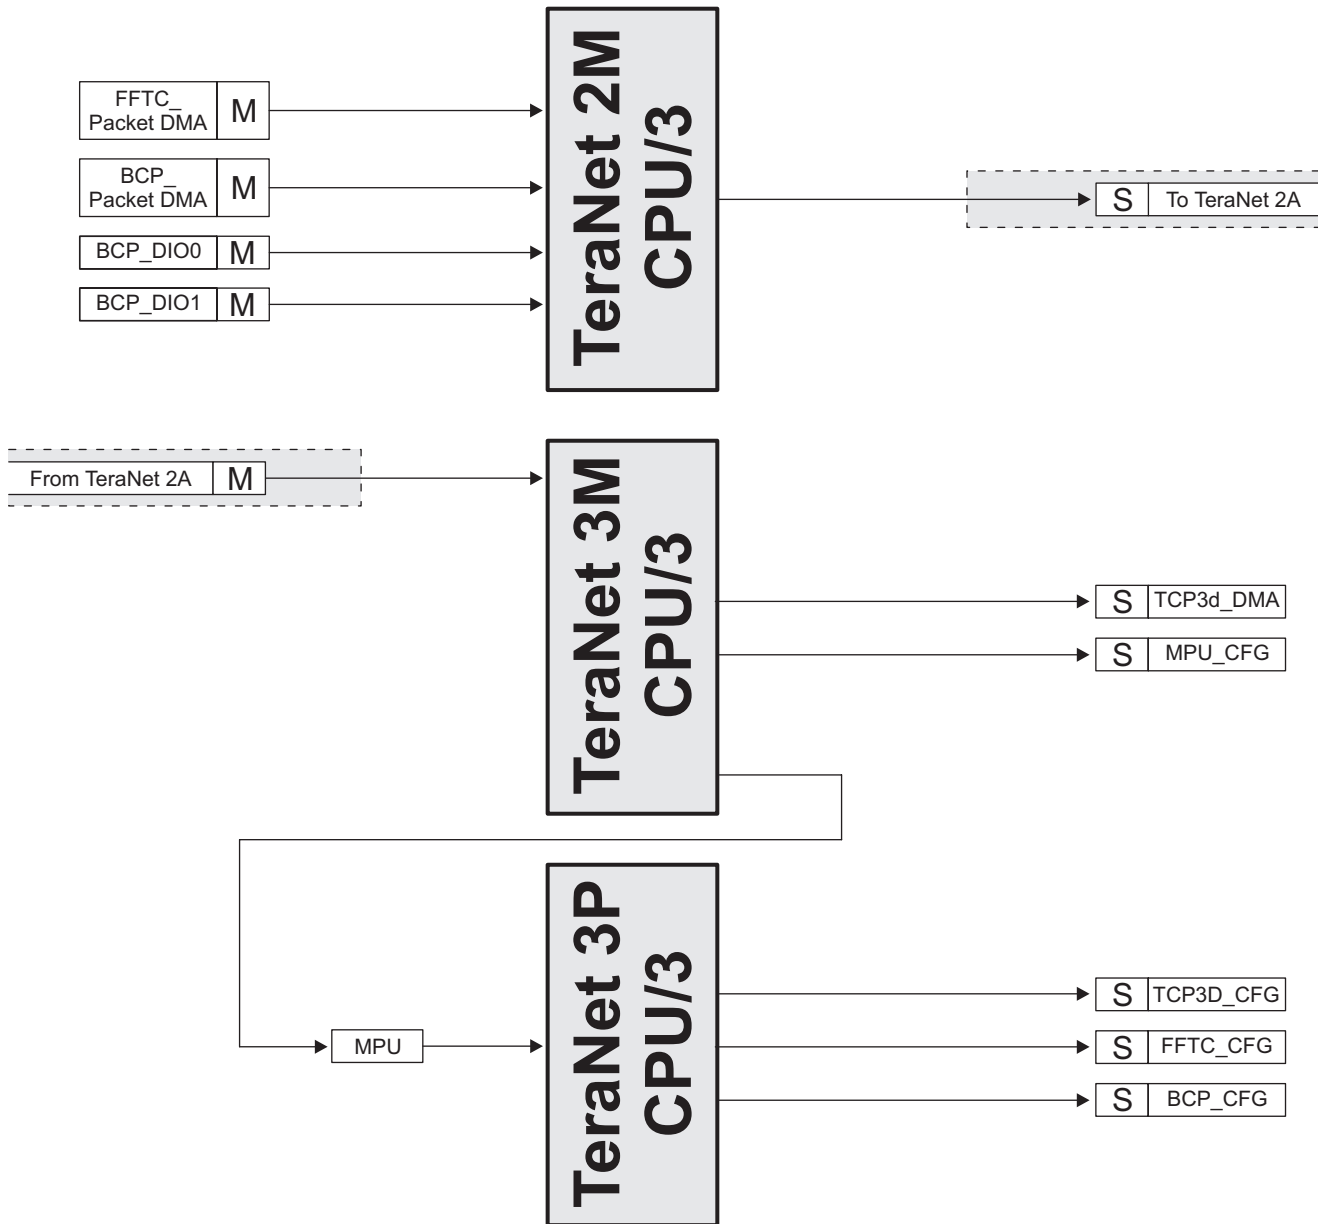 FFTC_
Packet DMA
M
BCP_
Packet DMA
M
BCP_DIO0
M
BCP_DIO1
M
TeraNet 2M
CPU/3
S
To TeraNet 2A
From TeraNet 2A
M
TeraNet 3M
CPU/3
S
TCP3d_DMA
S
MPU_CFG
MPU
TeraNet 3P
CPU/3
S
TCP3D_CFG
S
FFTC_CFG
S
BCP_CFG